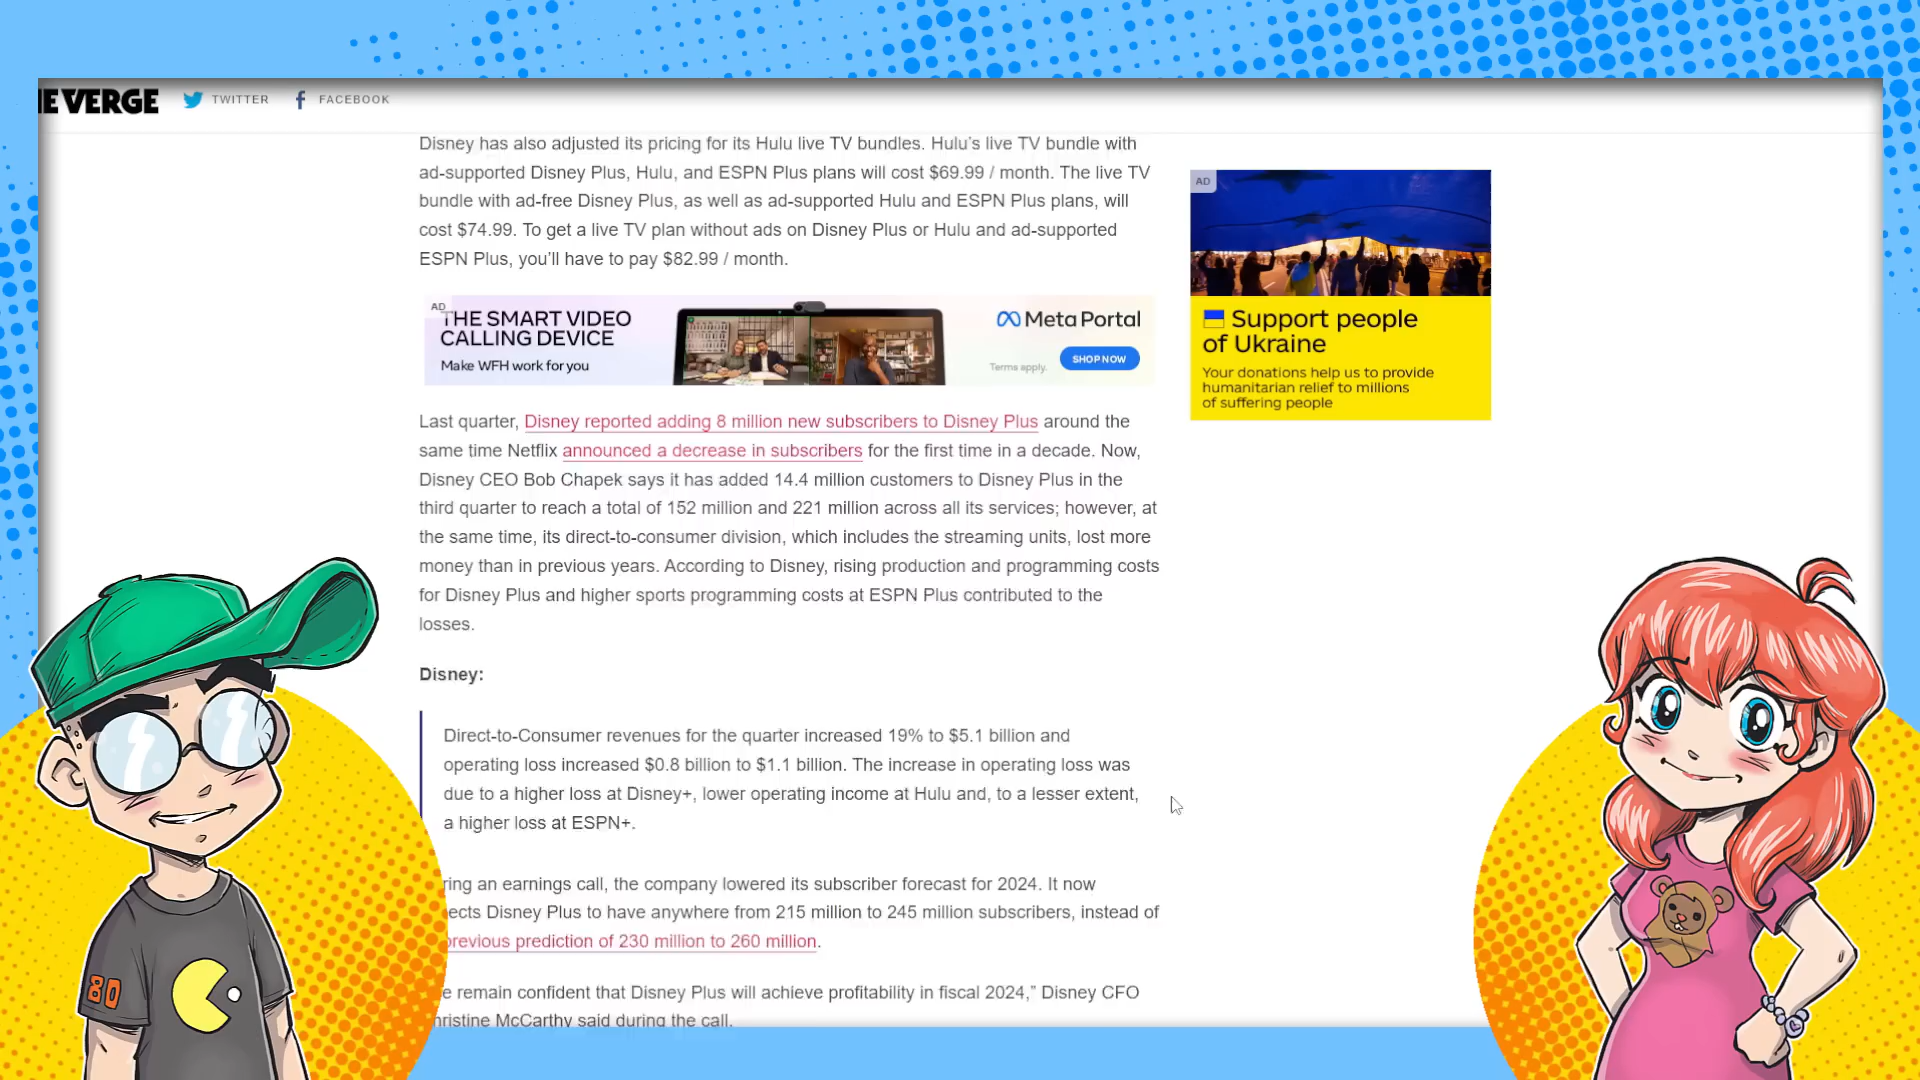 E VERGE TWITTER FACEBOOK
Disney has also adjusted its pricing for its Hulu live TV bundles. Hulu’s live TV bundle with
ad-supported Disney Plus, Hulu, and ESPN Plus plans will cost $69.99 / month. The live TV
bundle with ad-free Disney Plus, as well as ad-supported Hulu and ESPN Plus plans, will
cost $74.99. To get a live TV plan without ads on Disney Plus or Hulu and ad-supported
ESPN Plus, you’ll have to pay $82.99 / month.
AD
THE SMART VIDEO
CALLING DEVICE
Make WFH work for you
Meta Portal
Terms apply.
SHOP NOW
Last quarter, Disney reported adding 8 million new subscribers to Disney Plus around the
same time Netflix announced a decrease in subscribers for the first time in a decade. Now,
Disney CEO Bob Chapek says it has added 14.4 million customers to Disney Plus in the
third quarter to reach a total of 152 million and 221 million across all its services; however, at
the same time, its direct-to-consumer division, which includes the streaming units, lost more
money than in previous years. According to Disney, rising production and programming costs
for Disney Plus and higher sports programming costs at ESPN Plus contributed to the
losses.
Disney:
Direct-to-Consumer revenues for the quarter increased 19% to $5.1 billion and
operating loss increased $0.8 billion to $1.1 billion. The increase in operating loss was
due to a higher loss at Disney+, lower operating income at Hulu and, to a lesser extent,
a higher loss at ESPN+.
ring an earnings call, the company lowered its subscriber forecast for 2024. It now
ects Disney Plus to have anywhere from 215 million to 245 million subscribers, instead of
previous prediction of 230 million to 260 million.
e remain confident that Disney Plus will achieve profitability in fiscal 2024,” Disney CFO
hristine McCarthy said during the call.
AD
Support people
of Ukraine
Your donations help us to provide
humanitarian relief to millions
of suffering people
80